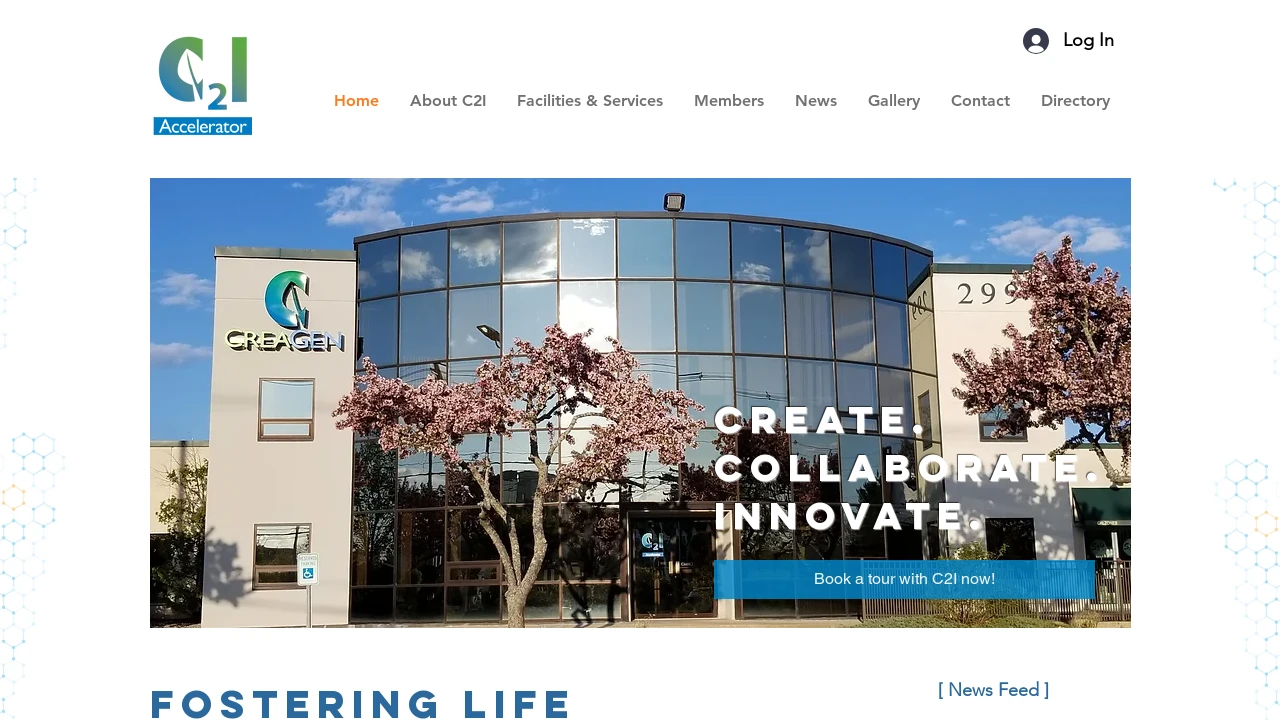 Log In
C2I
Accelerator
Home About C2I Facilities & Services Members News Gallery Contact Directory
CREAGEN
299
CREATE.
COLLABORATE.
INNOVATE.
C2I
Book a tour with C2I now!
[ News Feed ]
FOSTERING LIFE